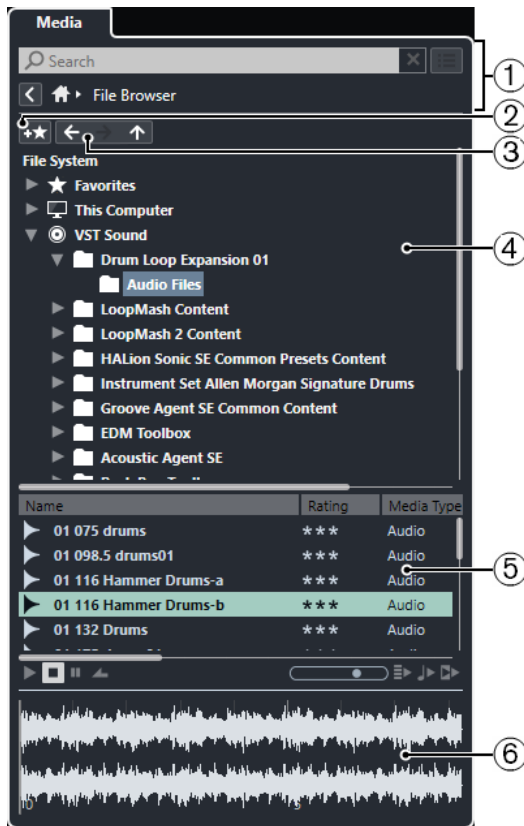 Media
Search
File Browser
1
2
3
File System
Favorites
This Computer
VST Sound
4
Drum Loop Expansion 01
Audio Files
LoopMash Content
LoopMash 2 Content
HALion Sonic SE Common Presets Content
Instrument Set Allen Morgan Signature Drums
Groove Agent SE Common Content
EDM Toolbox
Acoustic Agent SE
Name Rating Media Type
01 075 drums *** Audio
01 098.5 drums01 *** Audio
01 116 Hammer Drums-a *** Audio
5
01 116 Hammer Drums-b *** Audio
01 132 Drums *** Audio
6